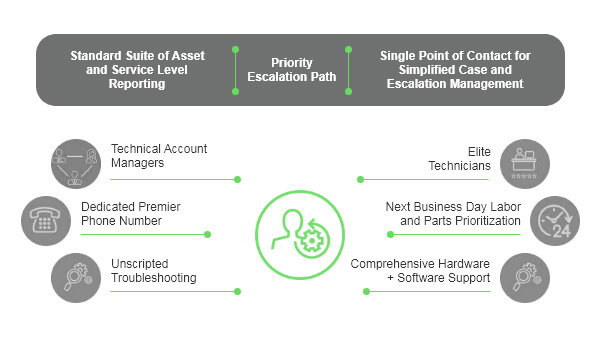 Standard Suite of Asset
and Service Level
Reporting
Priority
Escalation Path
Single Point of Contact for
Simplified Case and
Escalation Management
Technical Account
Managers
Dedicated Premier
Phone Number
Unscripted
Troubleshooting
Elite
Technicians
Next Business Day Labor
and Parts Prioritization
24
Comprehensive Hardware
+ Software Support